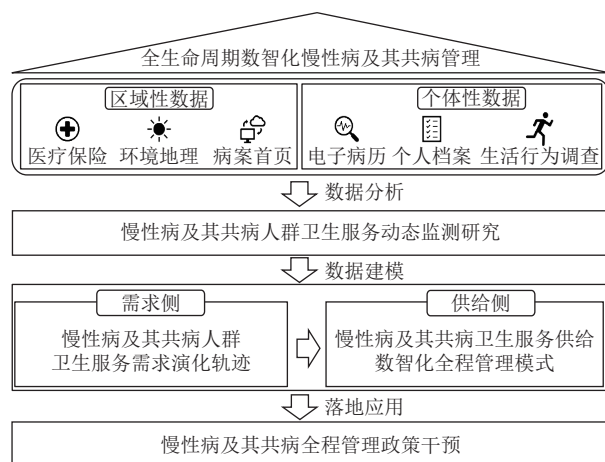 全生命周期数智化慢性病及其共病管理
区域性数据
个体性数据
医疗保险 环境地理 病案首页
电子病历 个人档案 生活行为调查
数据分析
慢性病及其共病人群卫生服务动态监测研究
数据建模
需求侧
慢性病及其共病人群
卫生服务需求演化轨迹
供给侧
慢性病及其共病卫生服务供给
数智化全程管理模式
落地应用
慢性病及其共病全程管理政策干预